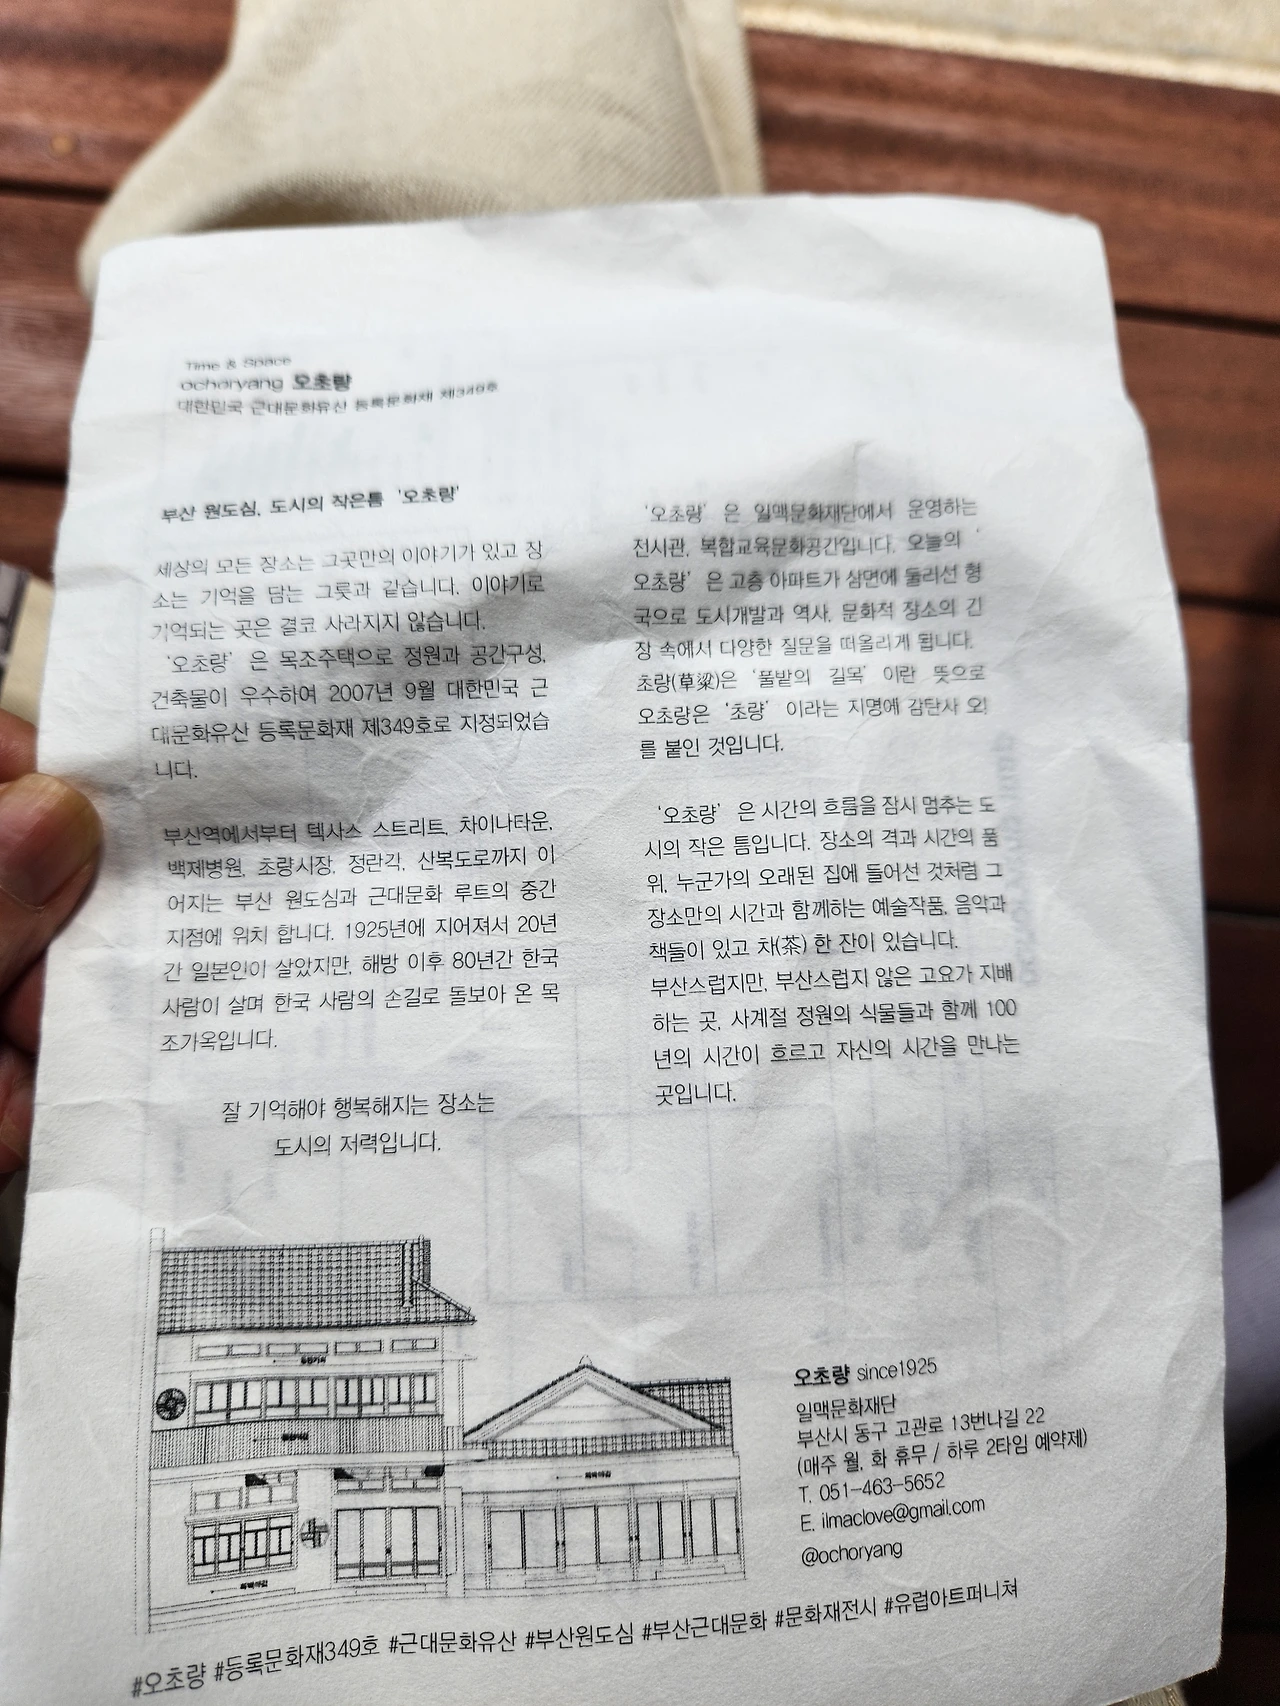 Time & Space
ochoryang 오초량
대한민국 근대문화유산 등록문화재 제349호
부산 원도심, 도시의 작은틈 '오초량'
세상의 모든 장소는 그곳만의 이야기가 있고 장
소는 기억을 담는 그릇과 같습니다. 이야기로
기억되는 곳은 결코 사라지지 않습니다.
'오초량' 은 목조주택으로 정원과 공간구성,
건축물이 우수하여 2007년 9월 대한민국 근
대문화유산 등록문화재 제349호로 지정되었습
니다.
부산역에서부터 텍사스 스트리트, 차이나타운,
백제병원, 초량시장, 정란각, 산복도로까지 이
어지는 부산 원도심과 근대문화 루트의 중간
지점에 위치 합니다. 1925년에 지어져서 20년
간 일본인이 살았지만, 해방 이후 80년간 한국
사람이 살며 한국 사람의 손길로 돌보아 온 목
조가옥입니다.
잘 기억해야 행복해지는 장소는
도시의 저력입니다.
'오초량' 은 일맥문화재단에서 운영하는
전시관, 복합교육문화공간입니다. 오늘의 '
오초량' 은 고층 아파트가 삼면에 둘러선 형
국으로 도시개발과 역사, 문화적 장소의 긴
장 속에서 다양한 질문을 떠올리게 됩니다.
초량(草梁)은 '풀밭의 길목' 이란 뜻으로
오초량은 '초량' 이라는 지명에 감탄사 오!
를 붙인 것입니다.
'오초량' 은 시간의 흐름을 잠시 멈추는 도
시의 작은 틈입니다. 장소의 격과 시간의 품
위, 누군가의 오래된 집에 들어선 것처럼 그
장소만의 시간과 함께하는 예술작품, 음악과
책들이 있고 차(茶) 한 잔이 있습니다.
부산스럽지만, 부산스럽지 않은 고요가 지배
하는 곳, 사계절 정원의 식물들과 함께 100
년의 시간이 흐르고 자신의 시간을 만나는
곳입니다.
오초량 since1925
일맥문화재단
부산시 동구 고관로 13번나길 22
(매주 월, 화 휴무 / 하루 2타임 예약제)
T. 051-463-5652
E. ilmaclove@gmail.com
@ochoryang
#오초량 #등록문화재349호 #근대문화유산 #부산원도심 #부산근대문화 #문화재전시 #유럽아트퍼니쳐